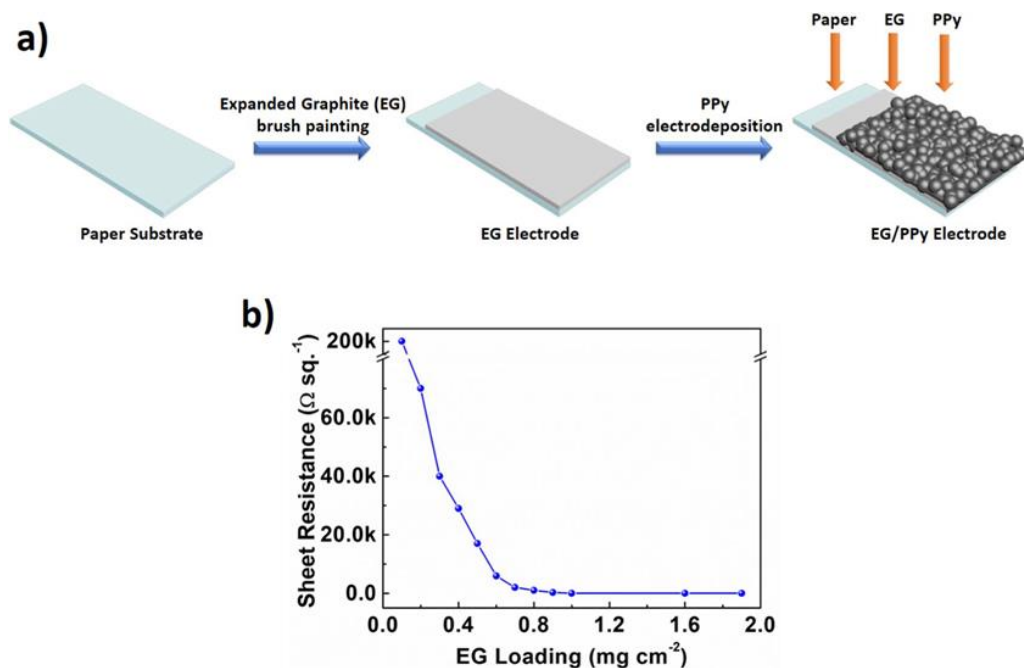 a)
Paper EG PPy
Expanded Graphite (EG)
brush painting
PPy
electrodeposition
Paper Substrate
EG Electrode
EG/PPy Electrode
b)
Sheet Resistance (Ω sq.⁻¹)
200k
60.0k
40.0k
20.0k
0.0
0.0 0.4 0.8 1.2 1.6 2.0
EG Loading (mg cm⁻²)